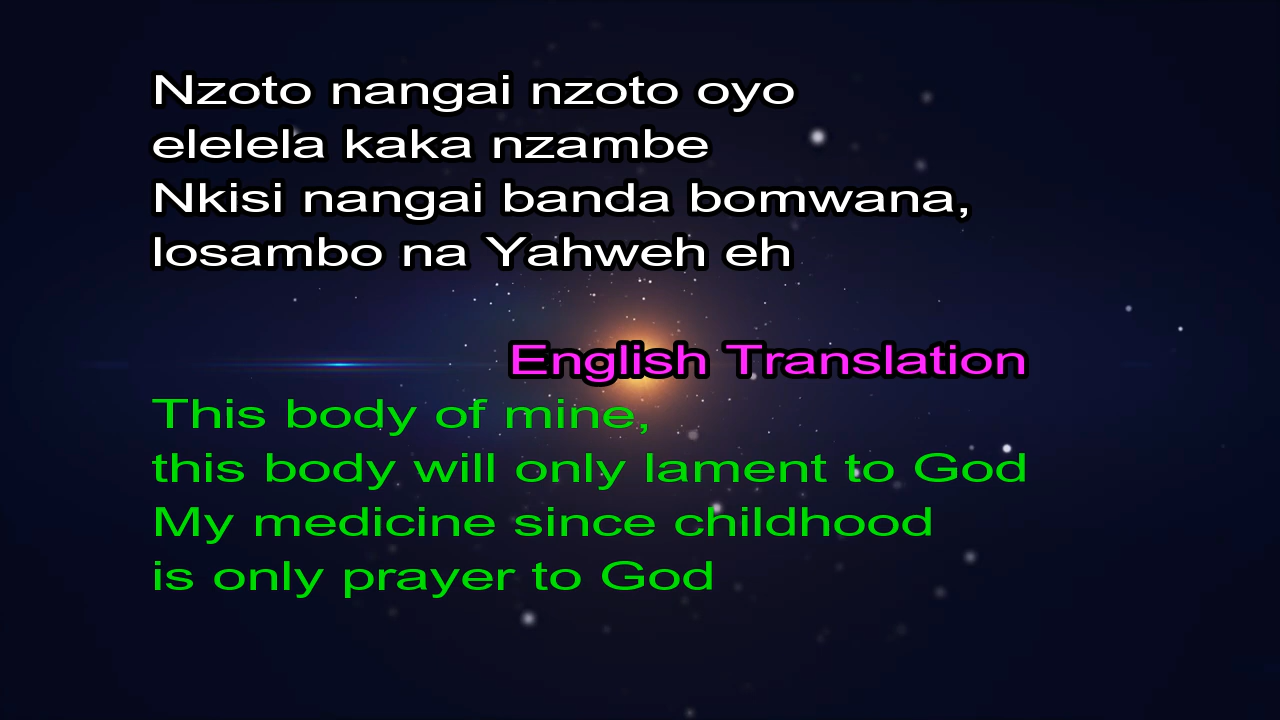 Nzoto nangai nzoto oyo
elelela kaka nzambe
Nkisi nangai banda bomwana,
losambo na Yahweh eh
English Translation
This body of mine,
this body will only lament to God
My medicine since childhood
is only prayer to God